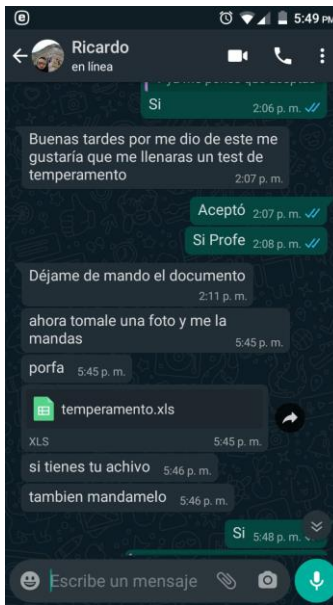 5:49 PM
Ricardo
en línea
Si
2:06 p. m.
Buenas tardes por me dio de este me
gustaría que me llenaras un test de
temperamento
2:07 p. m.
Aceptó 2:07 p. m.
Si Profe 2:08 p. m.
Déjame de mando el documento
2:11 p. m.
ahora tomale una foto y me la
mandas
5:45 p. m.
porfa 5:45 p. m.
temperamento.xls
XLS 5:45 p. m.
si tienes tu achivo 5:46 p. m.
tambien mandamelo 5:46 p. m.
Si 5:48 p. m.
Escribe un mensaje